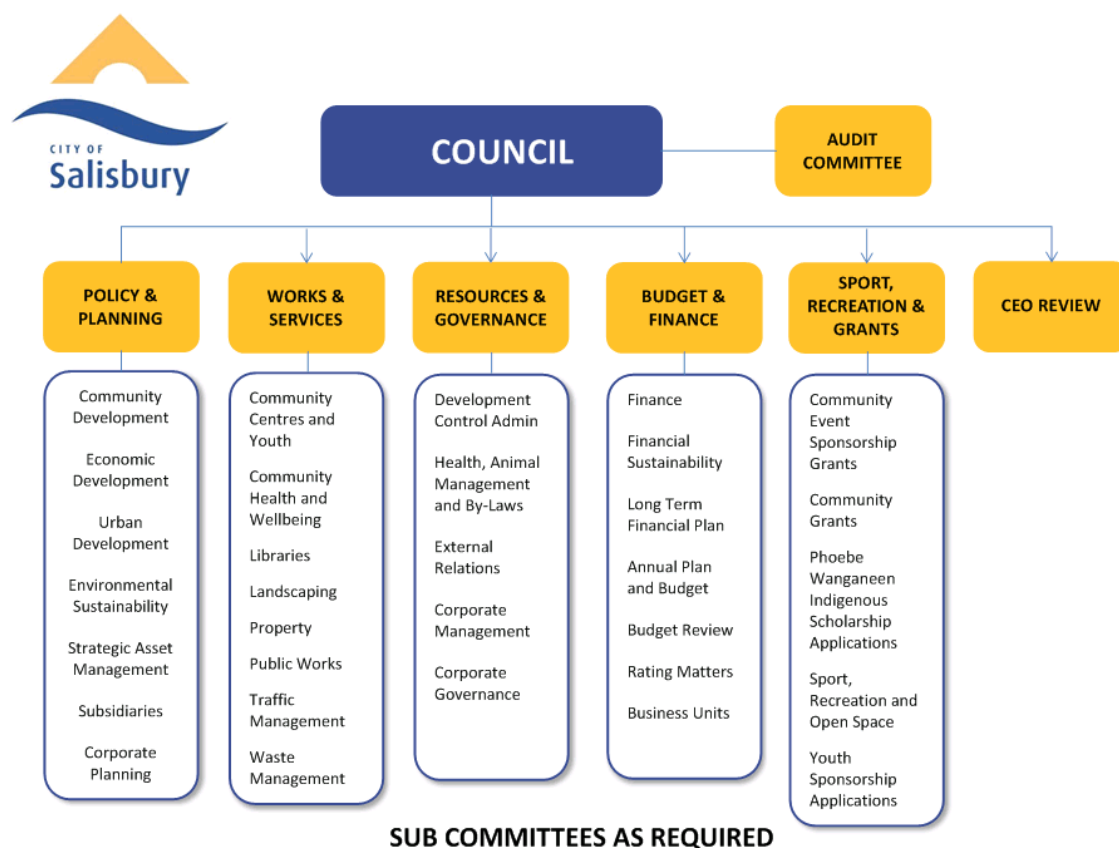 CITY OF
Salisbury
COUNCIL
AUDIT
COMMITTEE
POLICY &
PLANNING
WORKS &
SERVICES
RESOURCES &
GOVERNANCE
BUDGET &
FINANCE
SPORT,
RECREATION &
GRANTS
CEO REVIEW
Community
Development
Economic
Development
Urban
Development
Environmental
Sustainability
Strategic Asset
Management
Subsidiaries
Corporate
Planning
Community
Centres and
Youth
Community
Health and
Wellbeing
Libraries
Landscaping
Property
Public Works
Traffic
Management
Waste
Management
Development
Control Admin
Health, Animal
Management
and By-Laws
External
Relations
Corporate
Management
Corporate
Governance
Finance
Financial
Sustainability
Long Term
Financial Plan
Annual Plan
and Budget
Budget Review
Rating Matters
Business Units
Community
Event
Sponsorship
Grants
Community
Grants
Phoebe
Wanganeen
Indigenous
Scholarship
Applications
Sport,
Recreation and
Open Space
Youth
Sponsorship
Applications
SUB COMMITTEES AS REQUIRED